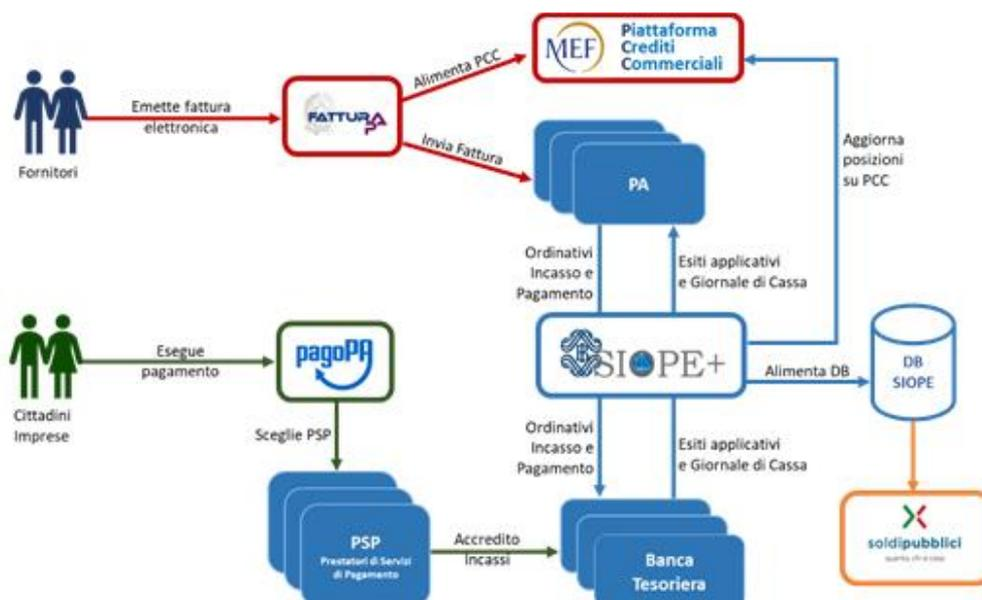 MEF
Piattaforma
Crediti
Commerciali
Alimenta PCC
Emette fattura
elettronica
FATTURA
PA
Fornitori
Invia Fattura
PA
Aggiorna
posizioni
su PCC
Ordinativi
Incasso e
Pagamento
Esiti applicativi
e Giornale di Cassa
Esegue
pagamento
pagoPA
SIOPE+
Alimenta DB
DB
SIOPE
Cittadini
Imprese
Sceglie PSP
Ordinativi
Incasso e
Pagamento
Esiti applicativi
e Giornale di Cassa
PSP
Prestatori di Servizi
di Pagamento
Accredito
Incassi
Banca
Tesoriera
soldipubblici